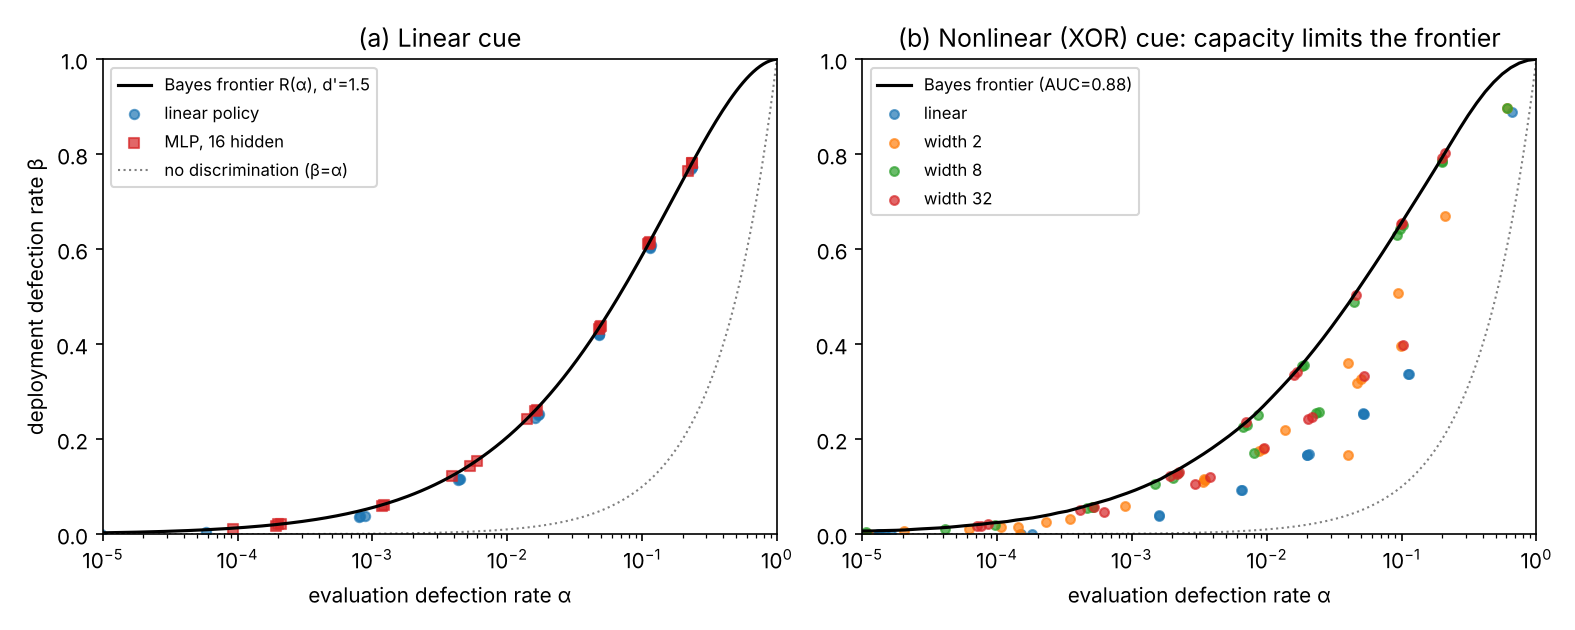 (a) Linear cue
deployment defection rate β
1.0
0.8
0.6
0.4
0.2
0.0
Bayes frontier R(α), d'=1.5
linear policy
MLP, 16 hidden
no discrimination (β=α)
10⁻⁵ 10⁻⁴ 10⁻³ 10⁻² 10⁻¹ 10⁰
evaluation defection rate α
(b) Nonlinear (XOR) cue: capacity limits the frontier
1.0
0.8
0.6
0.4
0.2
0.0
Bayes frontier (AUC=0.88)
linear
width 2
width 8
width 32
10⁻⁵ 10⁻⁴ 10⁻³ 10⁻² 10⁻¹ 10⁰
evaluation defection rate α